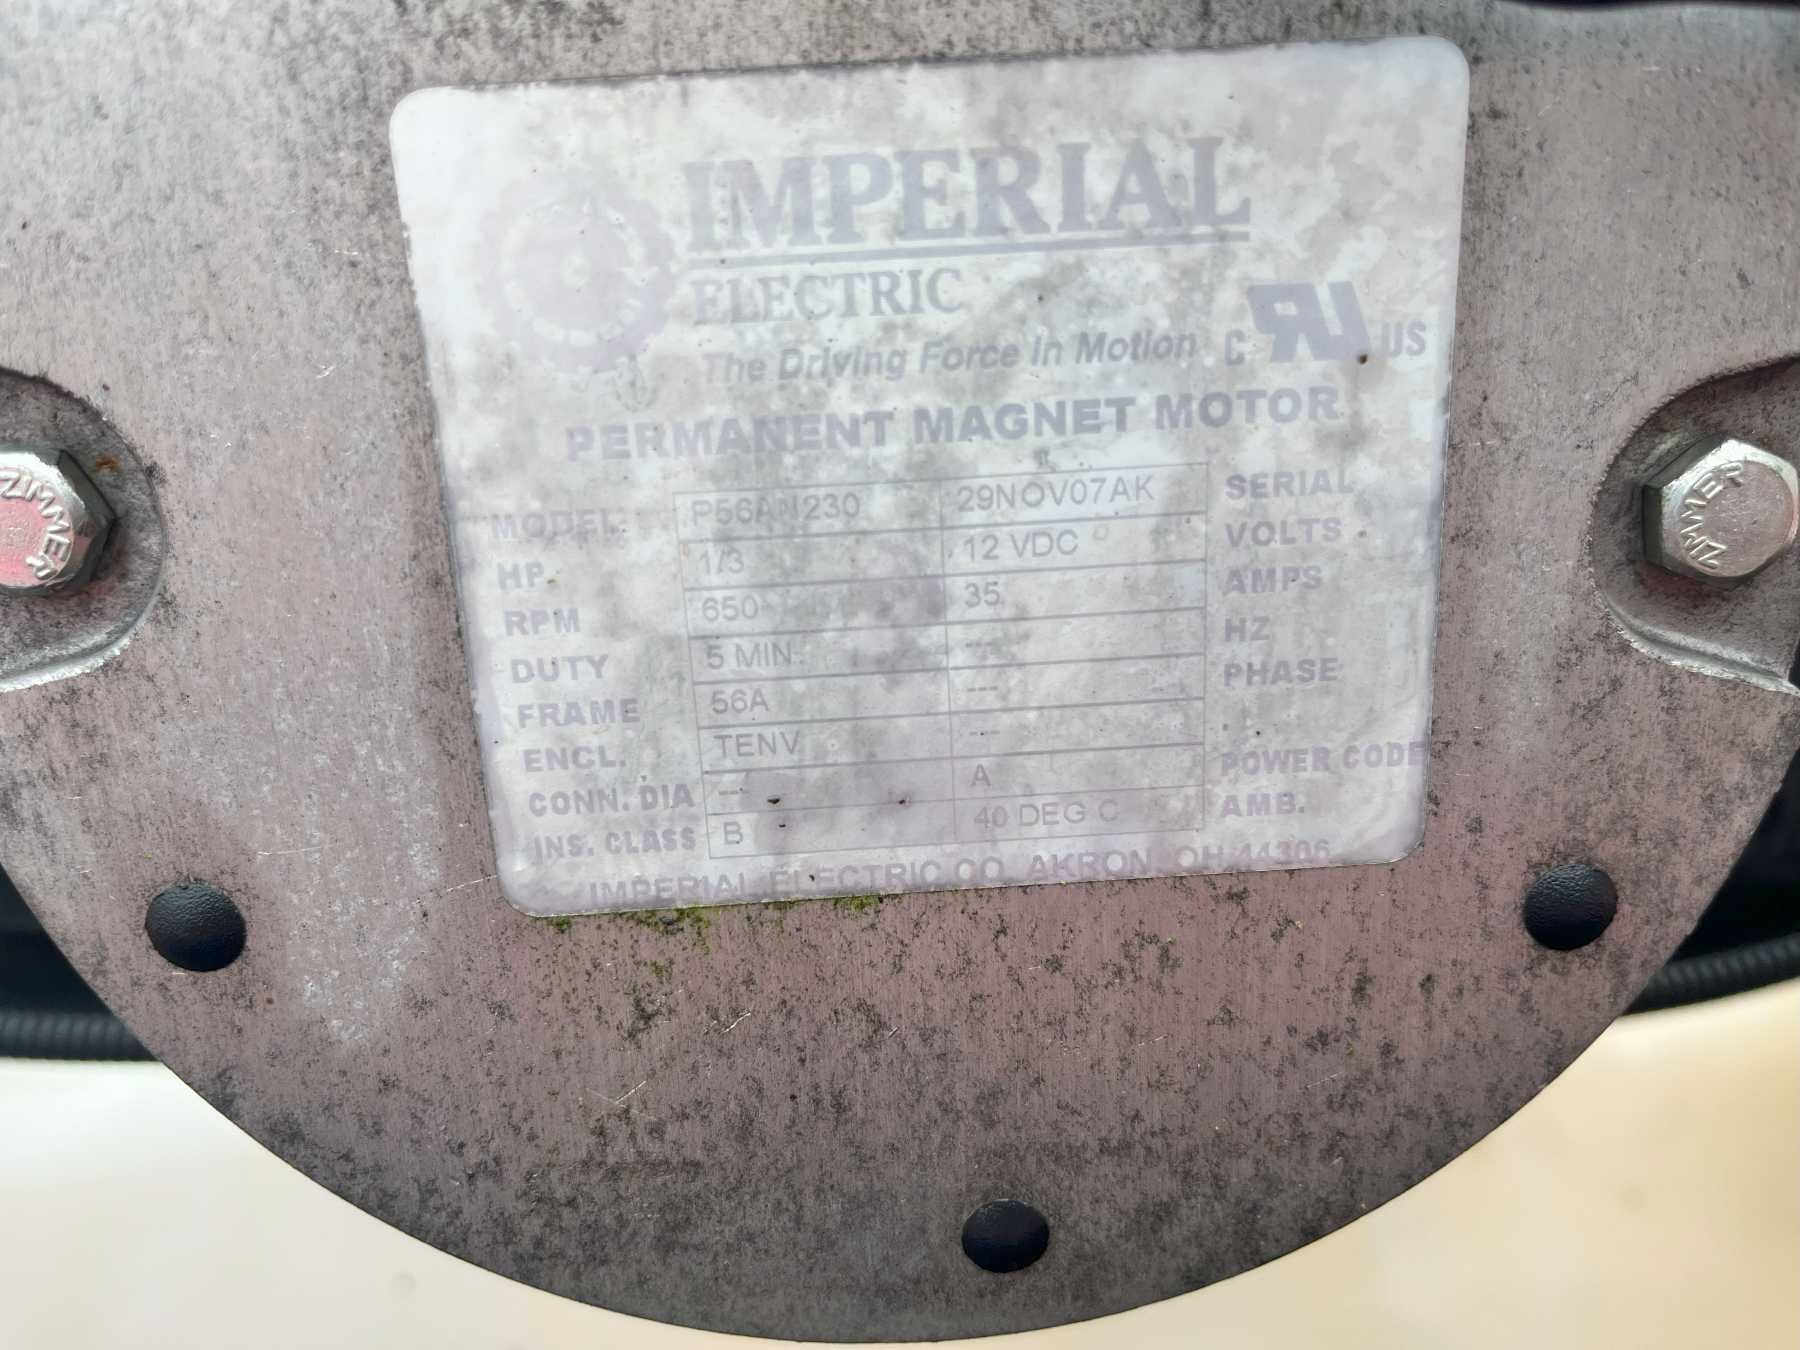 IMPERIAL
ELECTRIC
The Driving Force in Motion
C RU US
PERMANENT MAGNET MOTOR
MODEL P56AN230 29NOV07AK SERIAL
HP 1/3 12 VDC VOLTS
RPM 650 35 AMPS
DUTY 5 MIN. --- HZ
FRAME 56A --- PHASE
ENCL. TENV --- .
CONN. DIA --- A POWER CODE
INS. CLASS B 40 DEG C AMB.
IMPERIAL ELECTRIC CO. AKRON, OH 44306
ZIMMER
ZIMMER